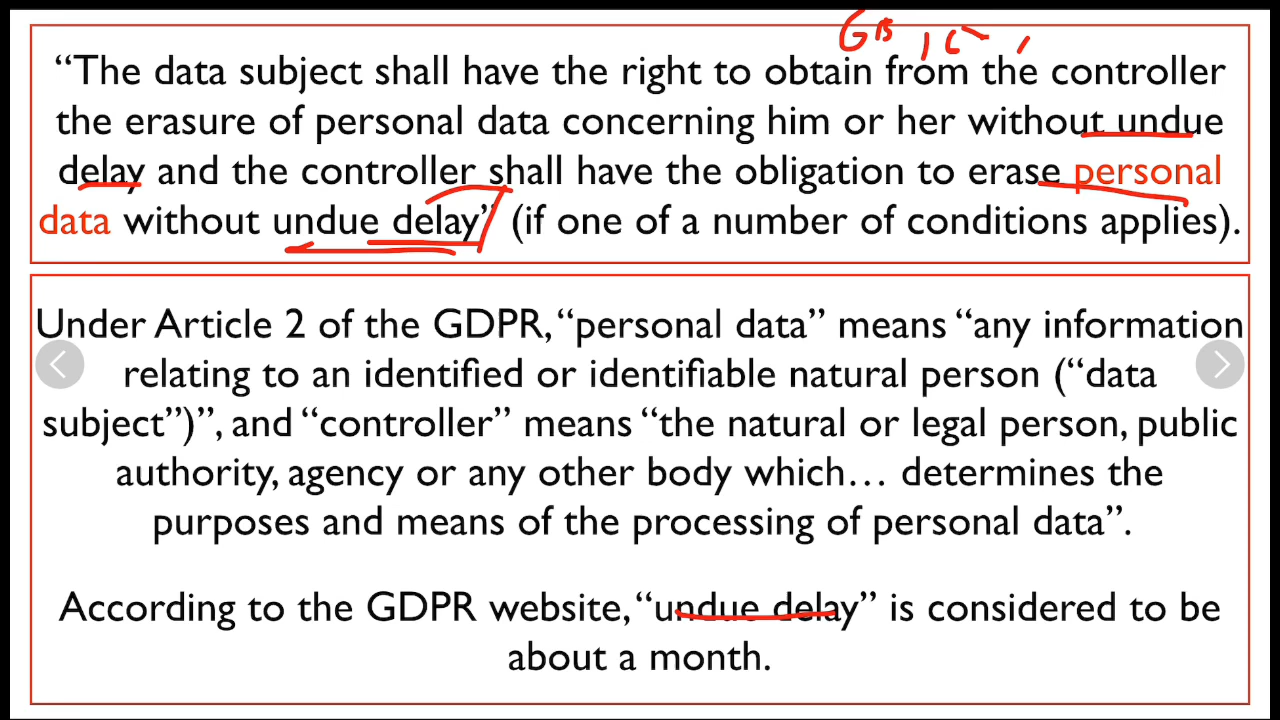 “The data subject shall have the right to obtain from the controller
the erasure of personal data concerning him or her without undue
delay and the controller shall have the obligation to erase personal
data without undue delay” (if one of a number of conditions applies).
Under Article 2 of the GDPR, “personal data” means “any information
relating to an identified or identifiable natural person (“data
subject”)”, and “controller” means “the natural or legal person, public
authority, agency or any other body which… determines the
purposes and means of the processing of personal data”.
According to the GDPR website, “undue delay” is considered to be
about a month.